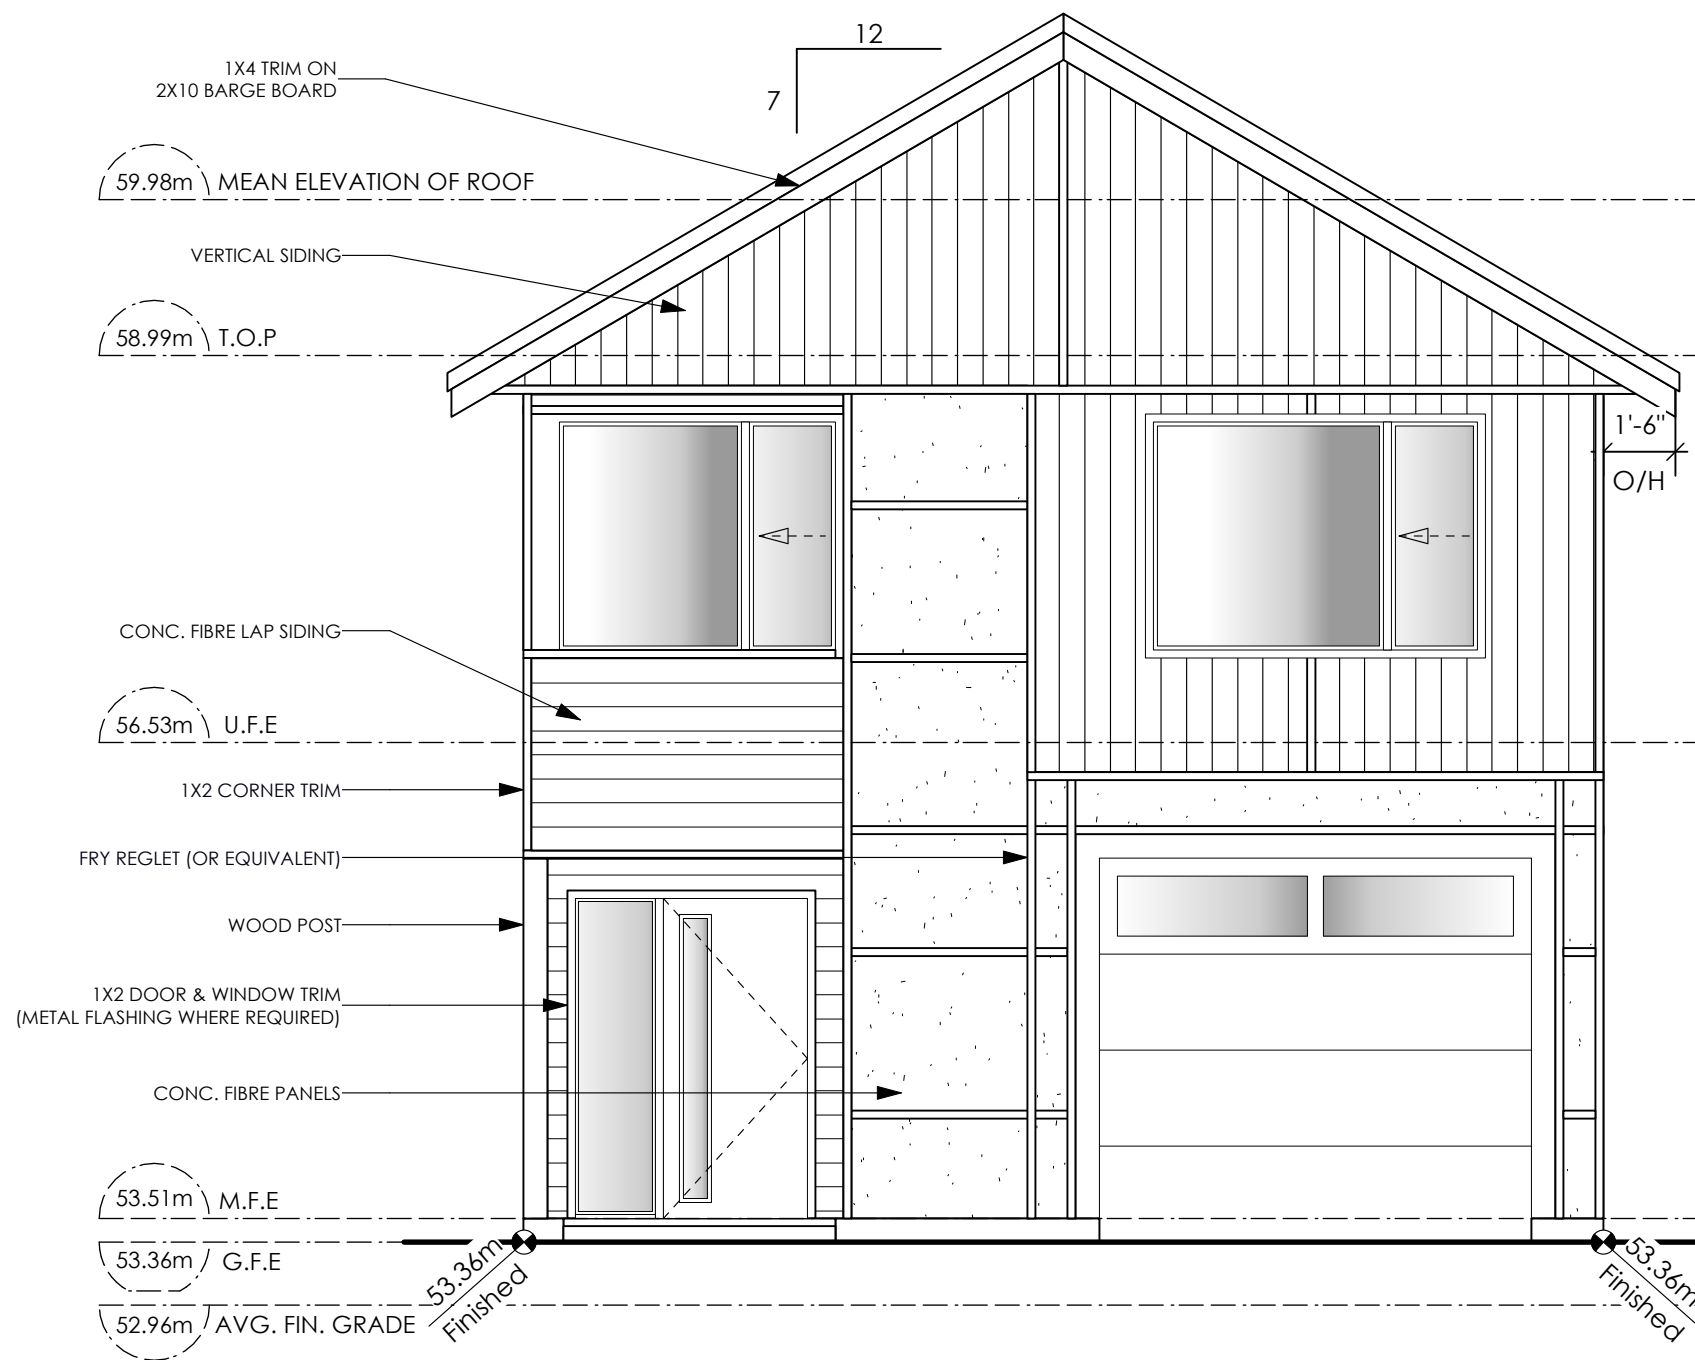 12
7
1X4 TRIM ON
2X10 BARGE BOARD
59.98m MEAN ELEVATION OF ROOF
VERTICAL SIDING
58.99m T.O.P
1'-6"
O/H
CONC. FIBRE LAP SIDING
56.53m U.F.E
1X2 CORNER TRIM
FRY REGLET (OR EQUIVALENT)
WOOD POST
1X2 DOOR & WINDOW TRIM
(METAL FLASHING WHERE REQUIRED)
CONC. FIBRE PANELS
53.51m M.F.E
53.36m G.F.E
53.36m
Finished
53.36m
Finished
52.96m AVG. FIN. GRADE